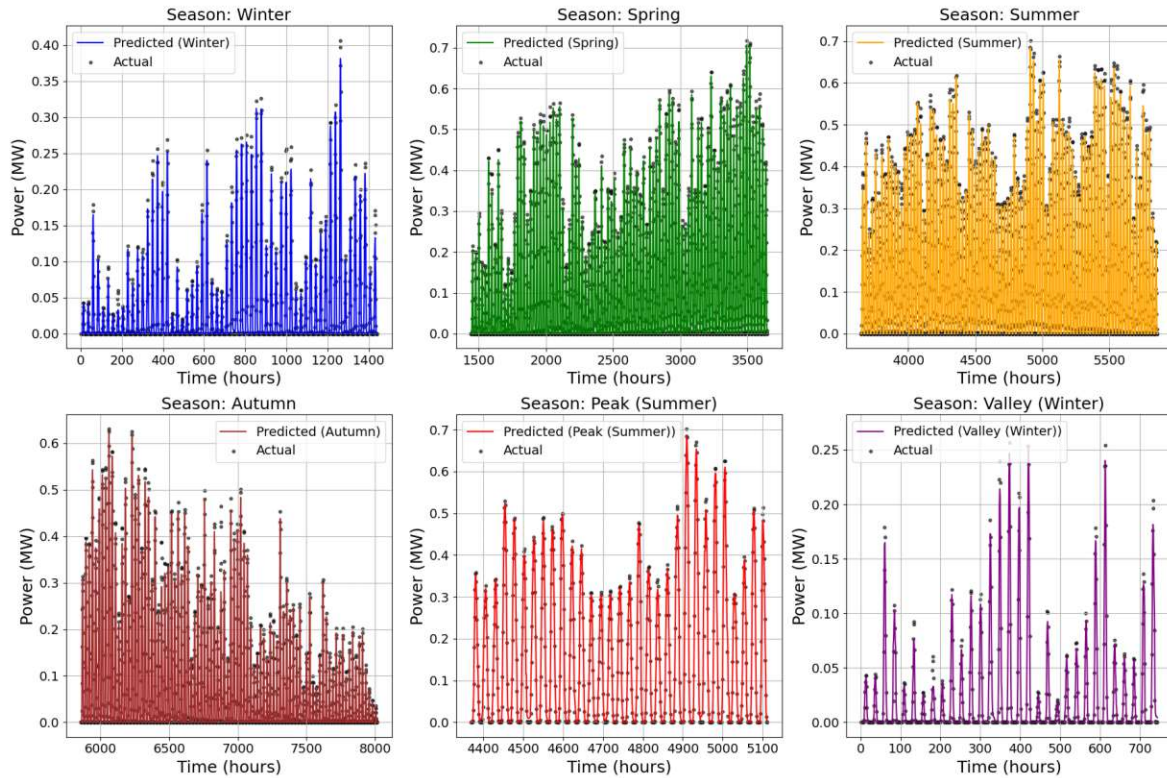 Season: Winter
Predicted (Winter)
Actual
Power (MW)
0.40
0.35
0.30
0.25
0.20
0.15
0.10
0.05
0.00
0 200 400 600 800 1000 1200 1400
Time (hours)
Season: Spring
Predicted (Spring)
Actual
Power (MW)
0.7
0.6
0.5
0.4
0.3
0.2
0.1
0.0
1500 2000 2500 3000 3500
Time (hours)
Season: Summer
Predicted (Summer)
Actual
Power (MW)
0.7
0.6
0.5
0.4
0.3
0.2
0.1
0.0
4000 4500 5000 5500
Time (hours)
Season: Autumn
Predicted (Autumn)
Actual
Power (MW)
0.6
0.5
0.4
0.3
0.2
0.1
0.0
6000 6500 7000 7500 8000
Time (hours)
Season: Peak (Summer)
Predicted (Peak (Summer))
Actual
Power (MW)
0.7
0.6
0.5
0.4
0.3
0.2
0.1
0.0
4400 4500 4600 4700 4800 4900 5000 5100
Time (hours)
Season: Valley (Winter)
Predicted (Valley (Winter))
Actual
Power (MW)
0.25
0.20
0.15
0.10
0.05
0.00
0 100 200 300 400 500 600 700
Time (hours)